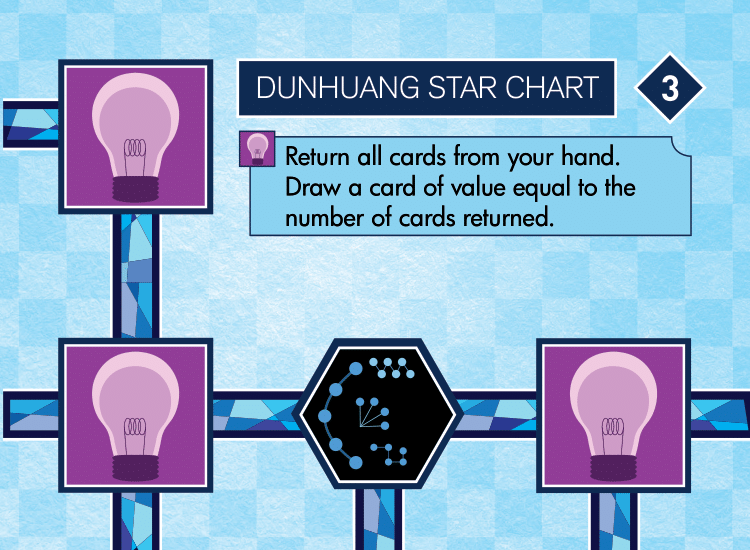 DUNHUANG STAR CHART
3
Return all cards from your hand.
Draw a card of value equal to the
number of cards returned.